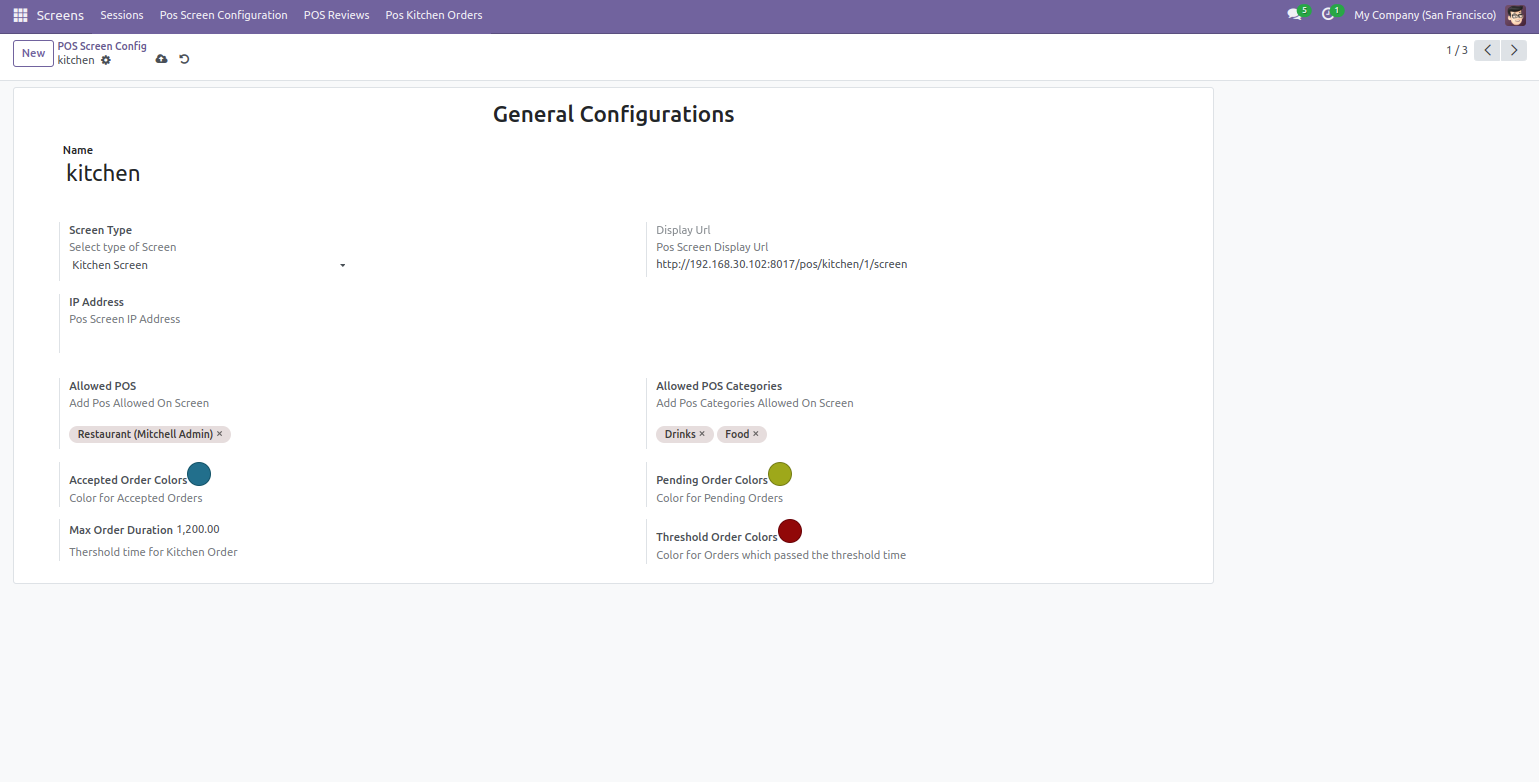 Screens Sessions Pos Screen Configuration POS Reviews Pos Kitchen Orders 5 1 My Company (San Francisco)
New POS Screen Config 1 / 3
kitchen
General Configurations
Name
kitchen
Screen Type Display Url
Select type of Screen Pos Screen Display Url
Kitchen Screen http://192.168.30.102:8017/pos/kitchen/1/screen
IP Address
Pos Screen IP Address
Allowed POS Allowed POS Categories
Add Pos Allowed On Screen Add Pos Categories Allowed On Screen
Restaurant (Mitchell Admin) × Drinks × Food ×
Accepted Order Colors Pending Order Colors
Color for Accepted Orders Color for Pending Orders
Max Order Duration 1,200.00 Threshold Order Colors
Thershold time for Kitchen Order Color for Orders which passed the threshold time